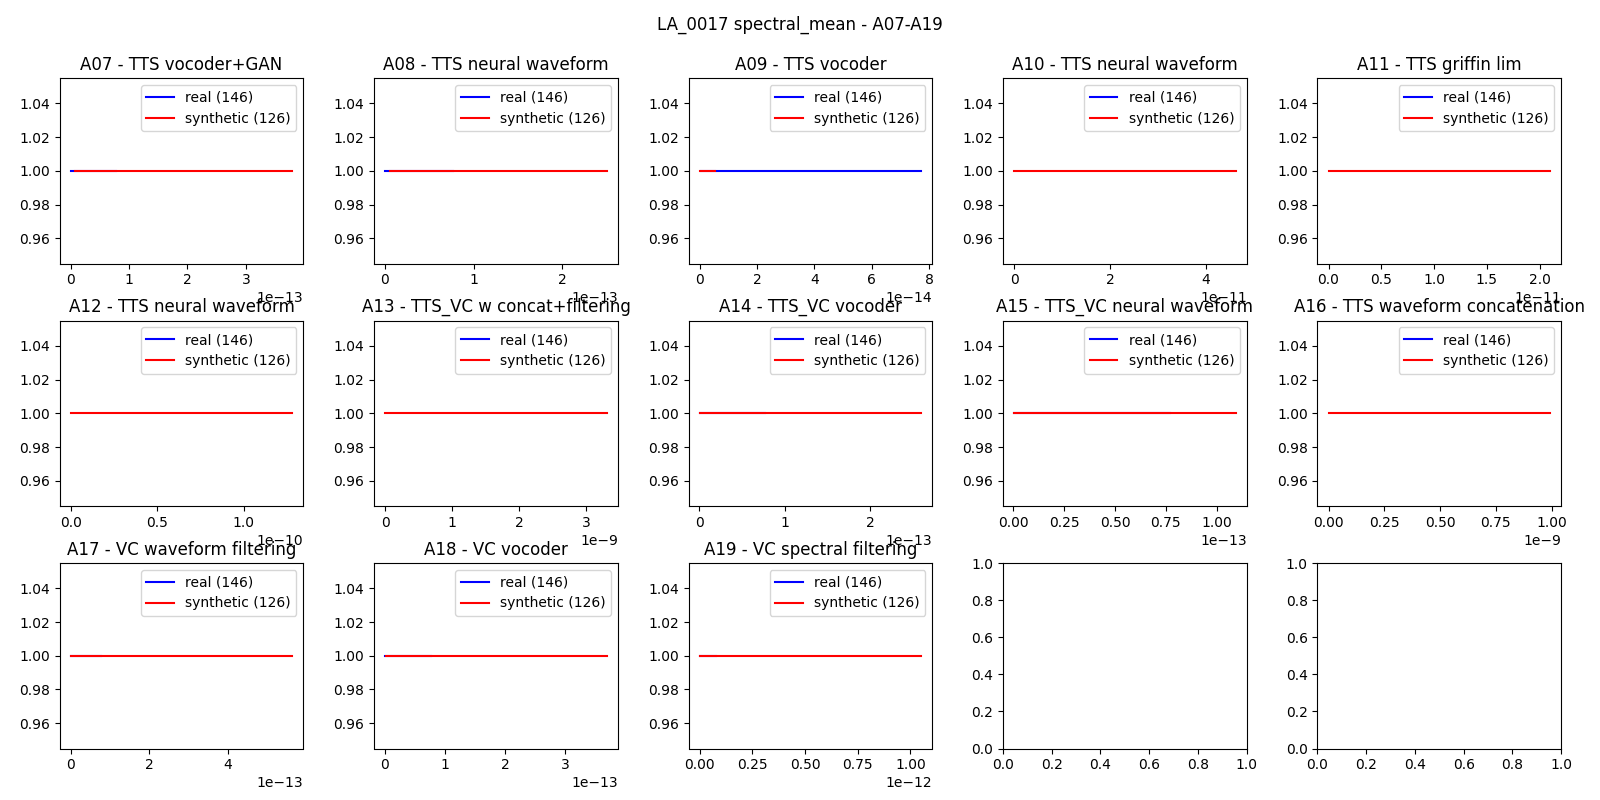 LA_0017 spectral_mean - A07-A19
A07 - TTS vocoder+GAN
A08 - TTS neural waveform
A09 - TTS vocoder
A10 - TTS neural waveform
A11 - TTS griffin lim
real (146)
synthetic (126)
real (146)
synthetic (126)
real (146)
synthetic (126)
real (146)
synthetic (126)
real (146)
synthetic (126)
1.04
1.02
1.00
0.98
0.96
1.04
1.02
1.00
0.98
0.96
1.04
1.02
1.00
0.98
0.96
1.04
1.02
1.00
0.98
0.96
1.04
1.02
1.00
0.98
0.96
0 1 2 3
1e−13
0 1 2
1e−13
0 2 4 6 8
1e−14
0 2 4
1e−11
0.0 0.5 1.0 1.5 2.0
1e−11
A12 - TTS neural waveform
A13 - TTS_VC w concat+filtering
A14 - TTS_VC vocoder
A15 - TTS_VC neural waveform
A16 - TTS waveform concatenation
real (146)
synthetic (126)
real (146)
synthetic (126)
real (146)
synthetic (126)
real (146)
synthetic (126)
real (146)
synthetic (126)
1.04
1.02
1.00
0.98
0.96
1.04
1.02
1.00
0.98
0.96
1.04
1.02
1.00
0.98
0.96
1.04
1.02
1.00
0.98
0.96
1.04
1.02
1.00
0.98
0.96
0.0 0.5 1.0
1e−10
0 1 2 3
1e−9
0 1 2
1e−13
0.00 0.25 0.50 0.75 1.00
1e−13
0.00 0.25 0.50 0.75 1.00
1e−9
A17 - VC waveform filtering
A18 - VC vocoder
A19 - VC spectral filtering
real (146)
synthetic (126)
real (146)
synthetic (126)
real (146)
synthetic (126)
1.04
1.02
1.00
0.98
0.96
1.04
1.02
1.00
0.98
0.96
1.04
1.02
1.00
0.98
0.96
1.0
0.8
0.6
0.4
0.2
0.0
1.0
0.8
0.6
0.4
0.2
0.0
0 2 4
1e−13
0 1 2 3
1e−13
0.00 0.25 0.50 0.75 1.00
1e−12
0.0 0.2 0.4 0.6 0.8 1.0
0.0 0.2 0.4 0.6 0.8 1.0